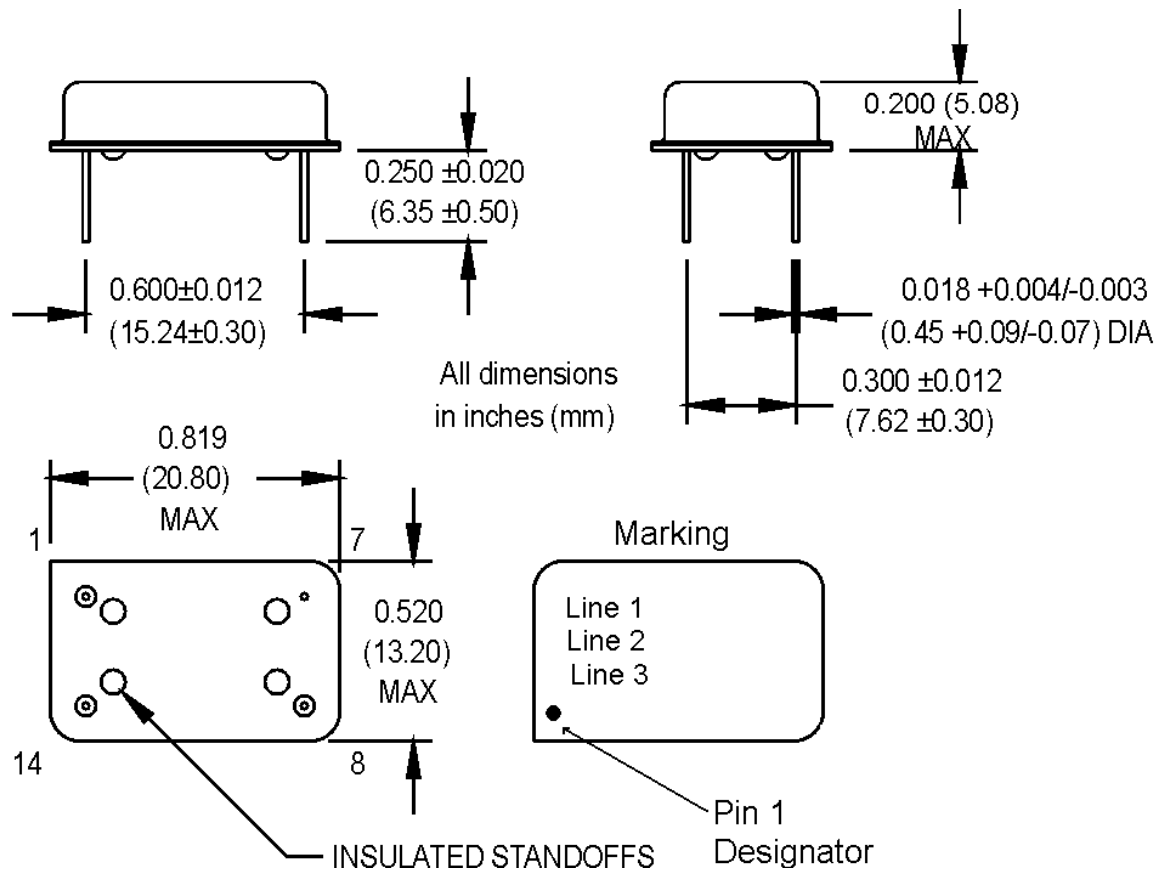 0.200 (5.08)
MAX
0.250 ±0.020
(6.35 ±0.50)
0.600±0.012
(15.24±0.30)
0.018 +0.004/-0.003
(0.45 +0.09/-0.07) DIA
All dimensions
in inches (mm)
0.300 ±0.012
(7.62 ±0.30)
0.819
(20.80)
MAX
1
7
Marking
0.520
(13.20)
MAX
Line 1
Line 2
Line 3
14
8
Pin 1
Designator
INSULATED STANDOFFS